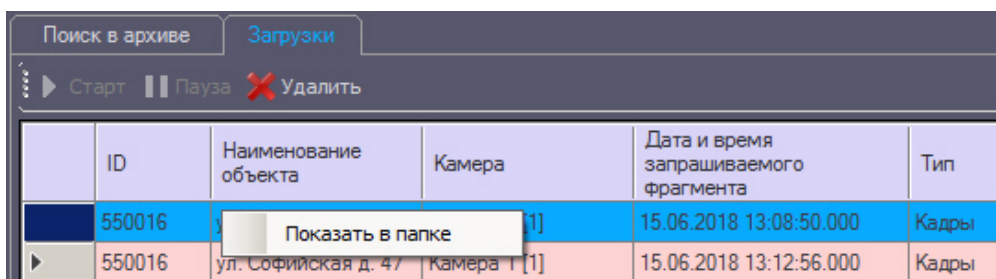 Поиск в архиве Загрузки
Старт Пауза Удалить
ID Наименование объекта Камера Дата и время запрашиваемого фрагмента Тип
550016 [1] 15.06.2018 13:08:50.000 Кадры
Показать в папке
550016 ул. Софийская д. 47 Камера 1 [1] 15.06.2018 13:12:56.000 Кадры